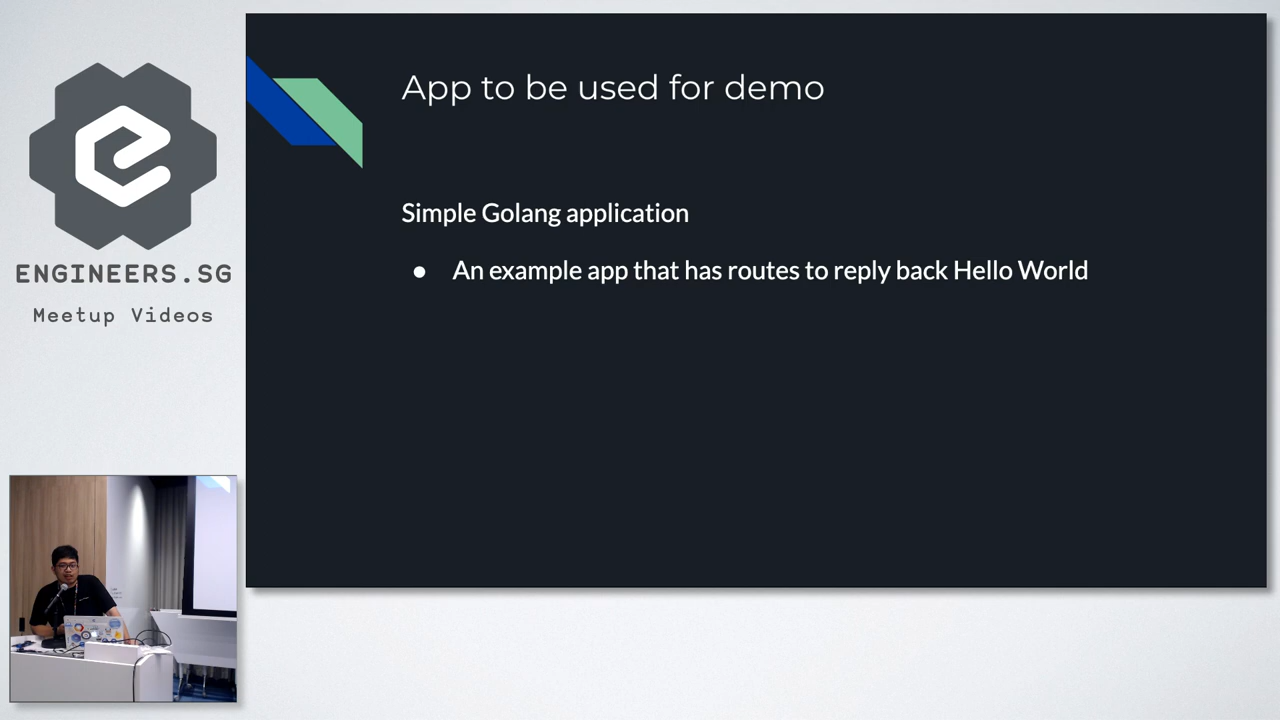 App to be used for demo
Simple Golang application
● An example app that has routes to reply back Hello World
ENGINEERS.SG
Meetup Videos